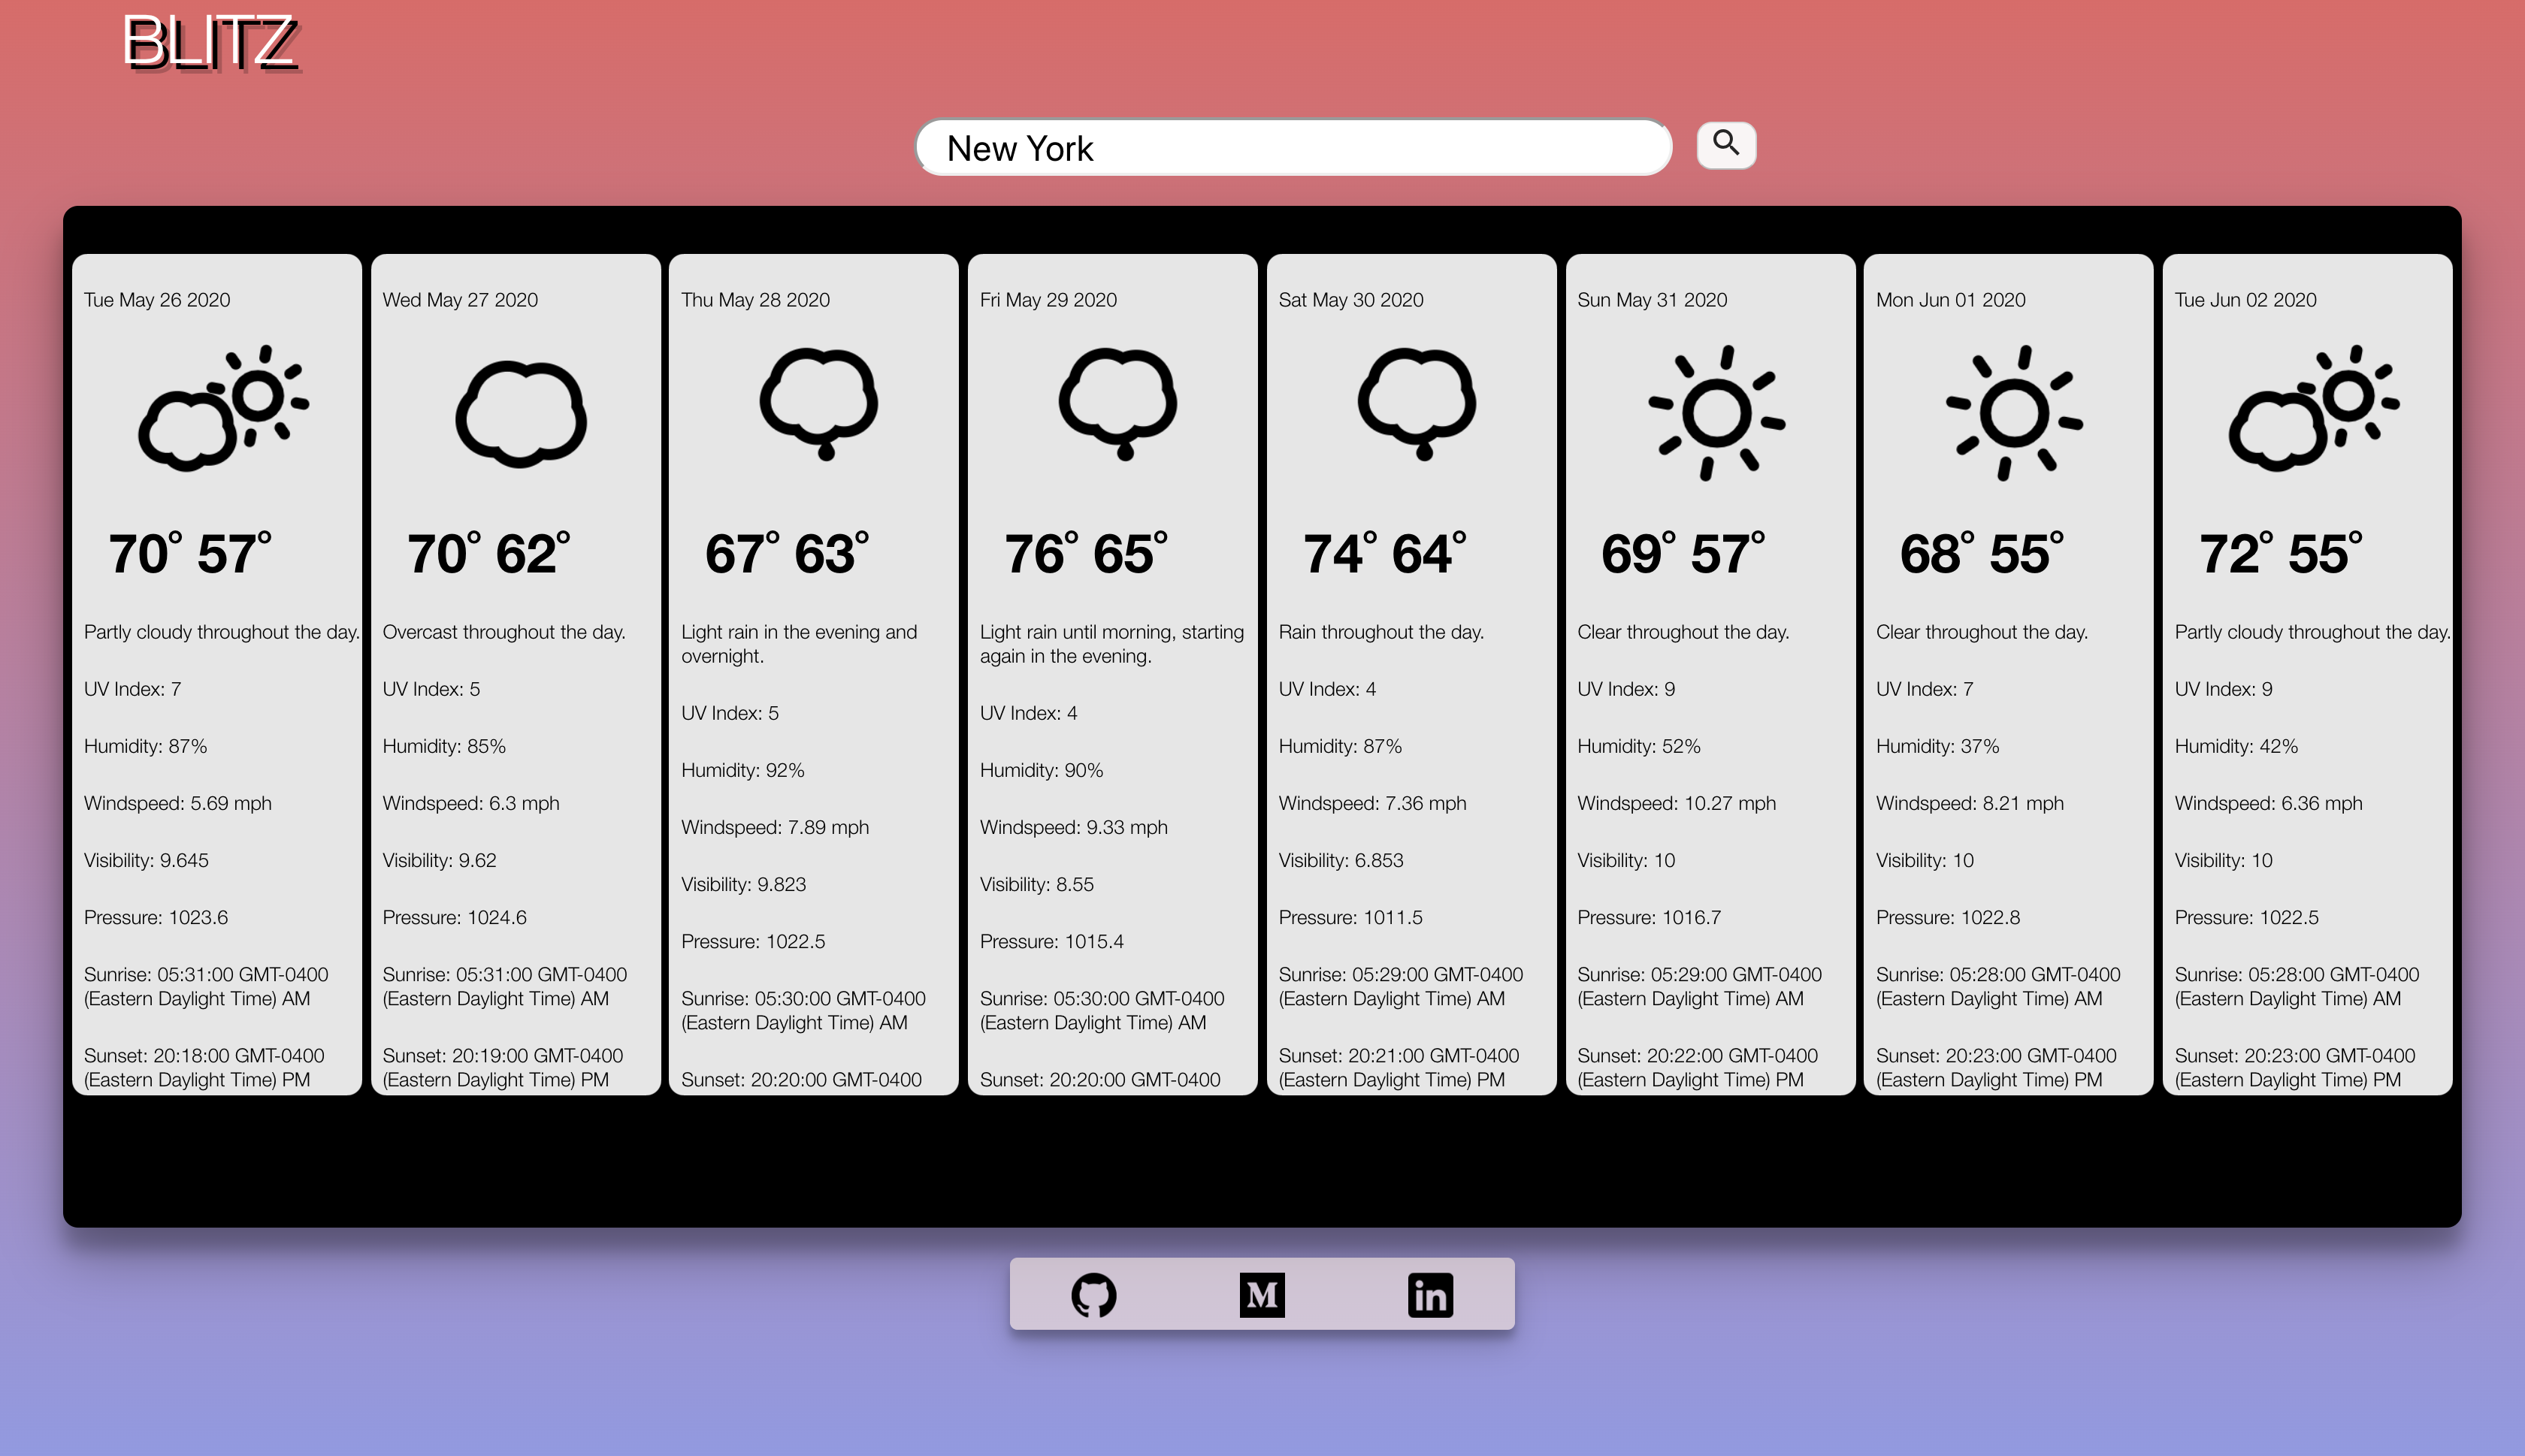 BLITZ
New York
Tue May 26 2020
70° 57°
Partly cloudy throughout the day.
UV Index: 7
Humidity: 87%
Windspeed: 5.69 mph
Visibility: 9.645
Pressure: 1023.6
Sunrise: 05:31:00 GMT-0400
(Eastern Daylight Time) AM
Sunset: 20:18:00 GMT-0400
(Eastern Daylight Time) PM
Wed May 27 2020
70° 62°
Overcast throughout the day.
UV Index: 5
Humidity: 85%
Windspeed: 6.3 mph
Visibility: 9.62
Pressure: 1024.6
Sunrise: 05:31:00 GMT-0400
(Eastern Daylight Time) AM
Sunset: 20:19:00 GMT-0400
(Eastern Daylight Time) PM
Thu May 28 2020
67° 63°
Light rain in the evening and
overnight.
UV Index: 5
Humidity: 92%
Windspeed: 7.89 mph
Visibility: 9.823
Pressure: 1022.5
Sunrise: 05:30:00 GMT-0400
(Eastern Daylight Time) AM
Sunset: 20:20:00 GMT-0400
Fri May 29 2020
76° 65°
Light rain until morning, starting
again in the evening.
UV Index: 4
Humidity: 90%
Windspeed: 9.33 mph
Visibility: 8.55
Pressure: 1015.4
Sunrise: 05:30:00 GMT-0400
(Eastern Daylight Time) AM
Sunset: 20:20:00 GMT-0400
Sat May 30 2020
74° 64°
Rain throughout the day.
UV Index: 4
Humidity: 87%
Windspeed: 7.36 mph
Visibility: 6.853
Pressure: 1011.5
Sunrise: 05:29:00 GMT-0400
(Eastern Daylight Time) AM
Sunset: 20:21:00 GMT-0400
(Eastern Daylight Time) PM
Sun May 31 2020
69° 57°
Clear throughout the day.
UV Index: 9
Humidity: 52%
Windspeed: 10.27 mph
Visibility: 10
Pressure: 1016.7
Sunrise: 05:29:00 GMT-0400
(Eastern Daylight Time) AM
Sunset: 20:22:00 GMT-0400
(Eastern Daylight Time) PM
Mon Jun 01 2020
68° 55°
Clear throughout the day.
UV Index: 7
Humidity: 37%
Windspeed: 8.21 mph
Visibility: 10
Pressure: 1022.8
Sunrise: 05:28:00 GMT-0400
(Eastern Daylight Time) AM
Sunset: 20:23:00 GMT-0400
(Eastern Daylight Time) PM
Tue Jun 02 2020
72° 55°
Partly cloudy throughout the day.
UV Index: 9
Humidity: 42%
Windspeed: 6.36 mph
Visibility: 10
Pressure: 1022.5
Sunrise: 05:28:00 GMT-0400
(Eastern Daylight Time) AM
Sunset: 20:23:00 GMT-0400
(Eastern Daylight Time) PM
M
in